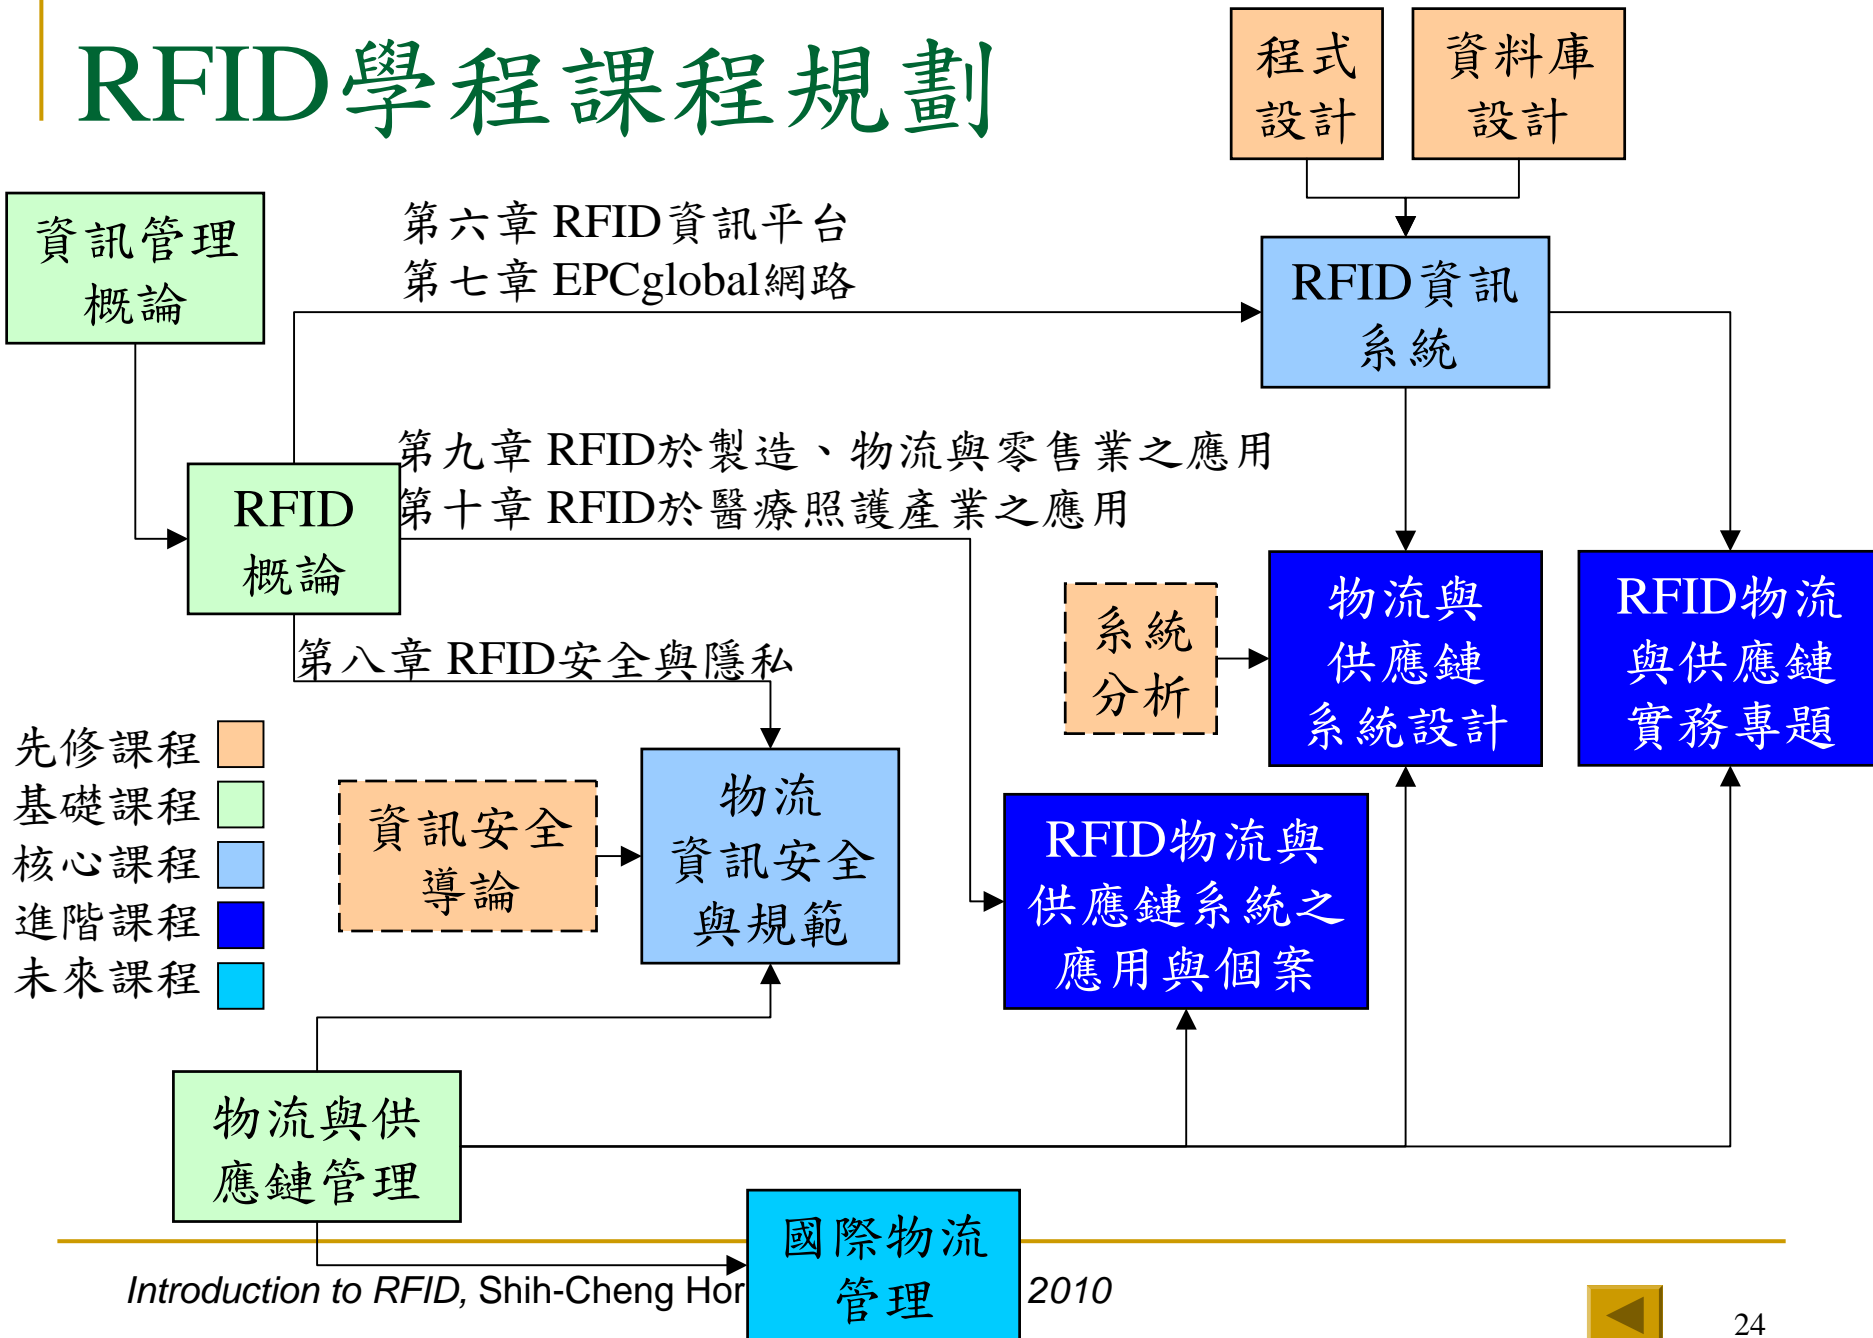 RFID學程課程規劃
程式
設計
資料庫
設計
資訊管理
概論
第六章 RFID資訊平台
第七章 EPCglobal網路
RFID資訊
系統
第九章 RFID於製造、物流與零售業之應用
第十章 RFID於醫療照護產業之應用
RFID
概論
第八章 RFID安全與隱私
系統
分析
物流與
供應鏈
系統設計
RFID物流
與供應鏈
實務專題
先修課程
基礎課程
核心課程
進階課程
未來課程
資訊安全
導論
物流
資訊安全
與規範
RFID物流與
供應鏈系統之
應用與個案
物流與供
應鏈管理
國際物流
管理
Introduction to RFID, Shih-Cheng Hor 2010
24